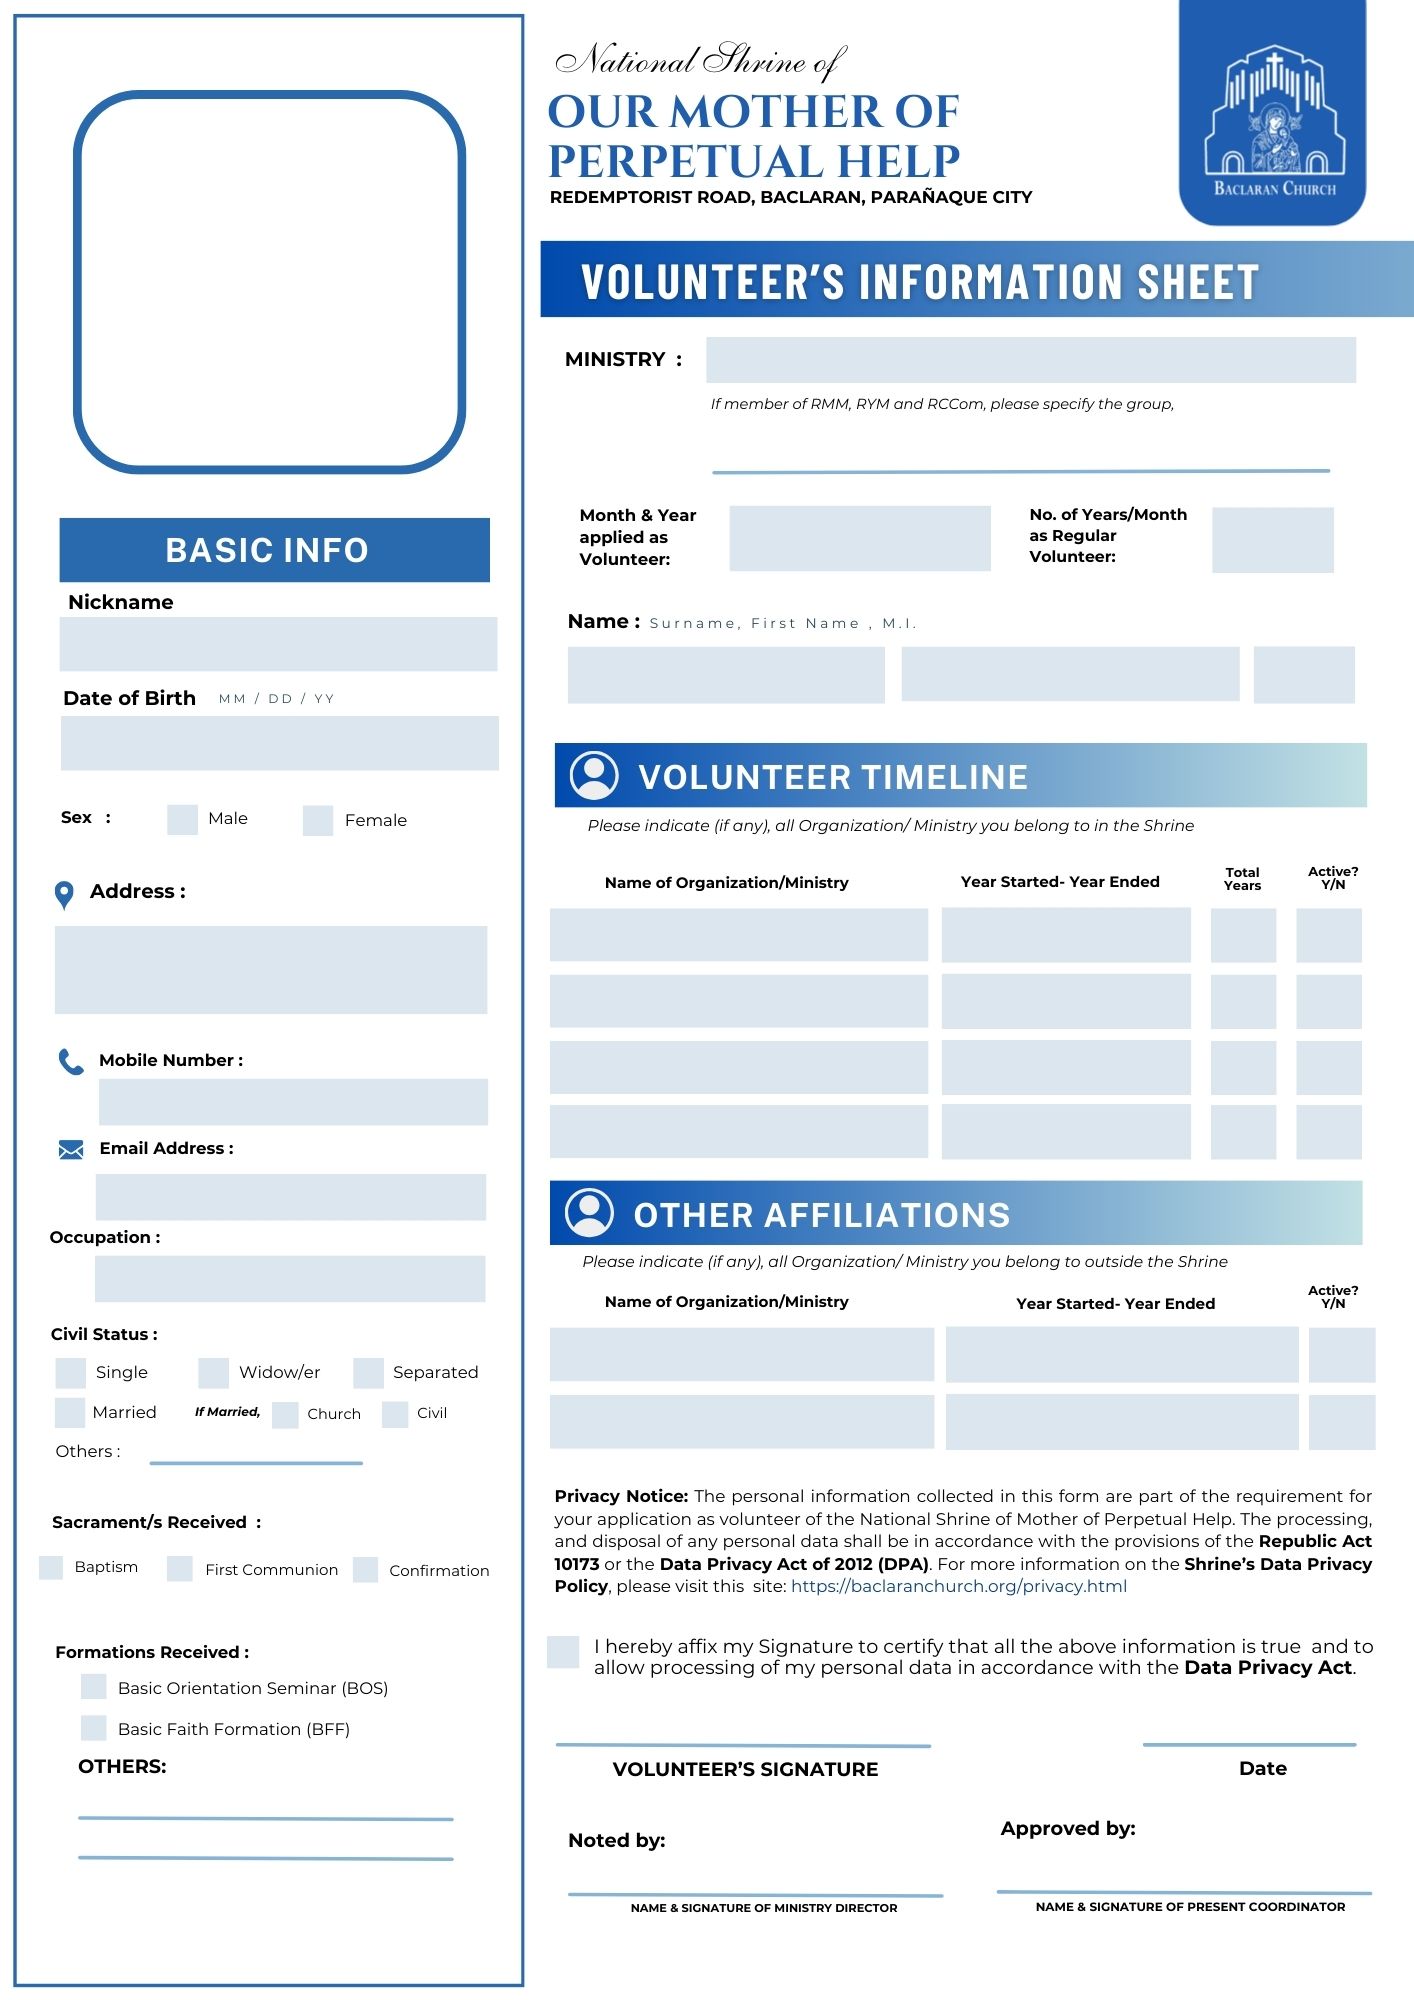 National Shrine of
OUR MOTHER OF
PERPETUAL HELP
REDEMPTORIST ROAD, BACLARAN, PARAÑAQUE CITY
BACLARAN CHURCH
VOLUNTEER’S INFORMATION SHEET
MINISTRY :
If member of RMM, RYM and RCCom, please specify the group,
Month & Year
applied as
Volunteer:
No. of Years/Month
as Regular
Volunteer:
Name : Surname, First Name , M.I.
BASIC INFO
Nickname
Date of Birth MM / DD / YY
Sex :
Male
Female
Address :
Mobile Number :
Email Address :
Occupation :
Civil Status :
Single
Widow/er
Separated
Married
If Married,
Church
Civil
Others :
Sacrament/s Received :
Baptism
First Communion
Confirmation
Formations Received :
Basic Orientation Seminar (BOS)
Basic Faith Formation (BFF)
OTHERS:
VOLUNTEER TIMELINE
Please indicate (if any), all Organization/ Ministry you belong to in the Shrine
Name of Organization/Ministry
Year Started- Year Ended
Total
Years
Active?
Y/N
OTHER AFFILIATIONS
Please indicate (if any), all Organization/ Ministry you belong to outside the Shrine
Name of Organization/Ministry
Year Started- Year Ended
Active?
Y/N
Privacy Notice: The personal information collected in this form are part of the requirement for
your application as volunteer of the National Shrine of Mother of Perpetual Help. The processing,
and disposal of any personal data shall be in accordance with the provisions of the Republic Act
10173 or the Data Privacy Act of 2012 (DPA). For more information on the Shrine’s Data Privacy
Policy, please visit this site: https://baclaranchurch.org/privacy.html
I hereby affix my Signature to certify that all the above information is true and to
allow processing of my personal data in accordance with the Data Privacy Act.
VOLUNTEER’S SIGNATURE
Date
Noted by:
Approved by:
NAME & SIGNATURE OF MINISTRY DIRECTOR
NAME & SIGNATURE OF PRESENT COORDINATOR